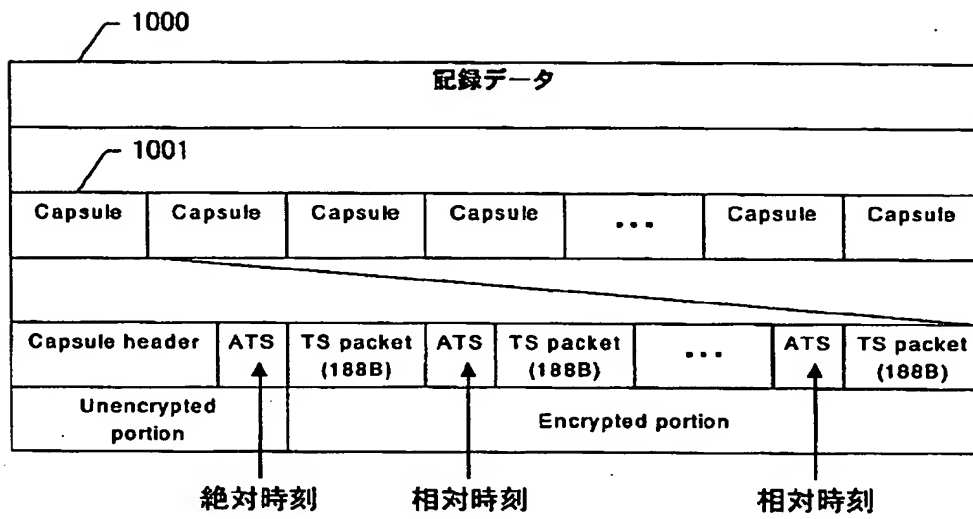 1000
記録データ
1001
Capsule Capsule Capsule Capsule ... Capsule Capsule
Capsule header ATS TS packet ATS TS packet ... ATS TS packet
(188B) (188B) (188B)
Unencrypted Encrypted portion
portion
絶対時刻 相対時刻 相対時刻